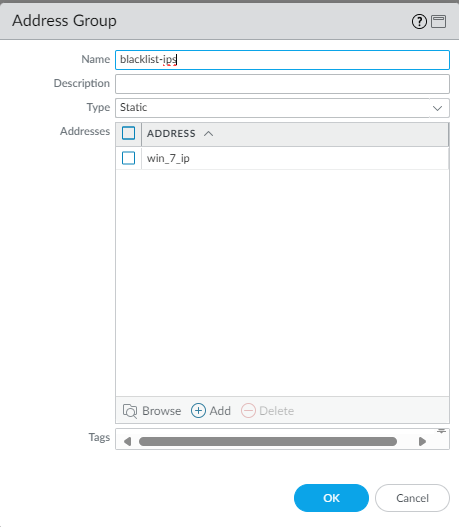 Address Group
Name blacklist-ips
Description
Type Static
Addresses ADDRESS
win_7_ip
Browse Add Delete
Tags
OK Cancel